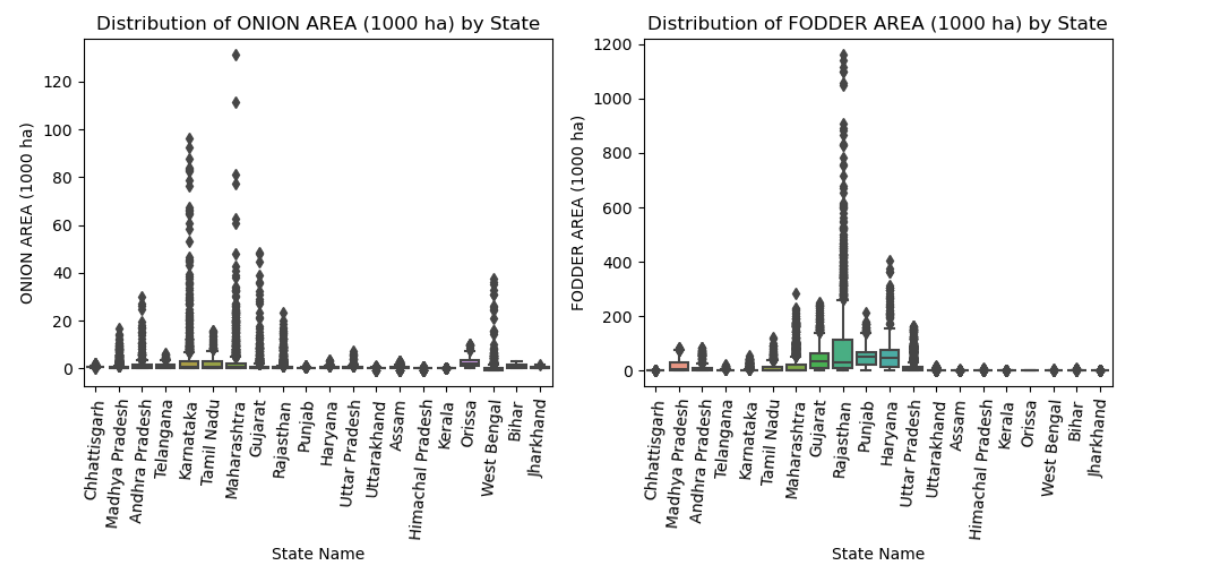 Distribution of ONION AREA (1000 ha) by State
ONION AREA (1000 ha)
120
100
80
60
40
20
0
Chhattisgarh
Madhya Pradesh
Andhra Pradesh
Telangana
Karnataka
Tamil Nadu
Maharashtra
Gujarat
Rajasthan
Punjab
Haryana
Uttar Pradesh
Uttarakhand
Assam
Himachal Pradesh
Kerala
Orissa
West Bengal
Bihar
Jharkhand
State Name
Distribution of FODDER AREA (1000 ha) by State
FODDER AREA (1000 ha)
1200
1000
800
600
400
200
0
Chhattisgarh
Madhya Pradesh
Andhra Pradesh
Telangana
Karnataka
Tamil Nadu
Maharashtra
Gujarat
Rajasthan
Punjab
Haryana
Uttar Pradesh
Uttarakhand
Assam
Himachal Pradesh
Kerala
Orissa
West Bengal
Bihar
Jharkhand
State Name